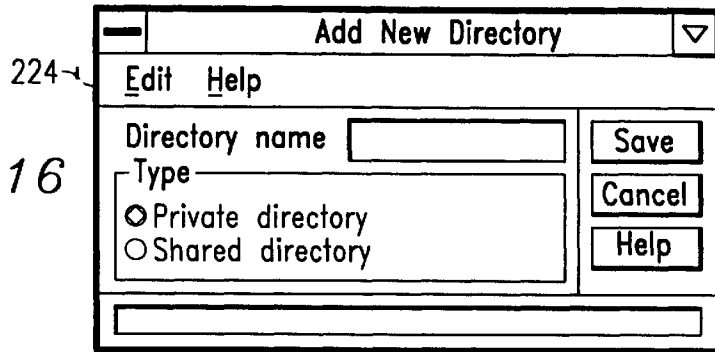 Add New Directory
224
Edit Help
Directory name
Save
16
Type
Cancel
Private directory
Shared directory
Help